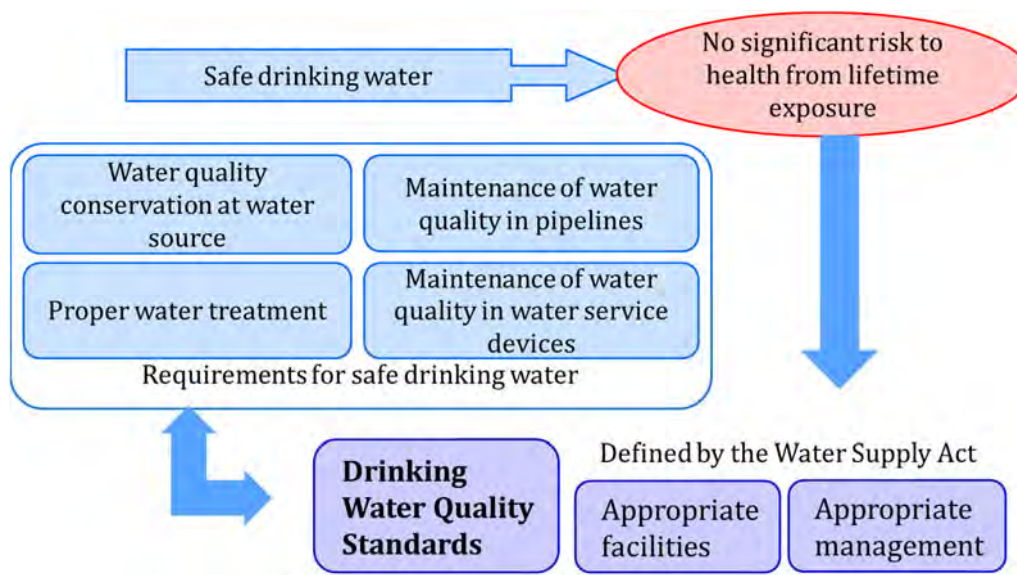 Safe drinking water
No significant risk to
health from lifetime
exposure
Water quality
conservation at water
source
Maintenance of water
quality in pipelines
Proper water treatment
Maintenance of water
quality in water service
devices
Requirements for safe drinking water
Drinking
Water Quality
Standards
Defined by the Water Supply Act
Appropriate
facilities
Appropriate
management